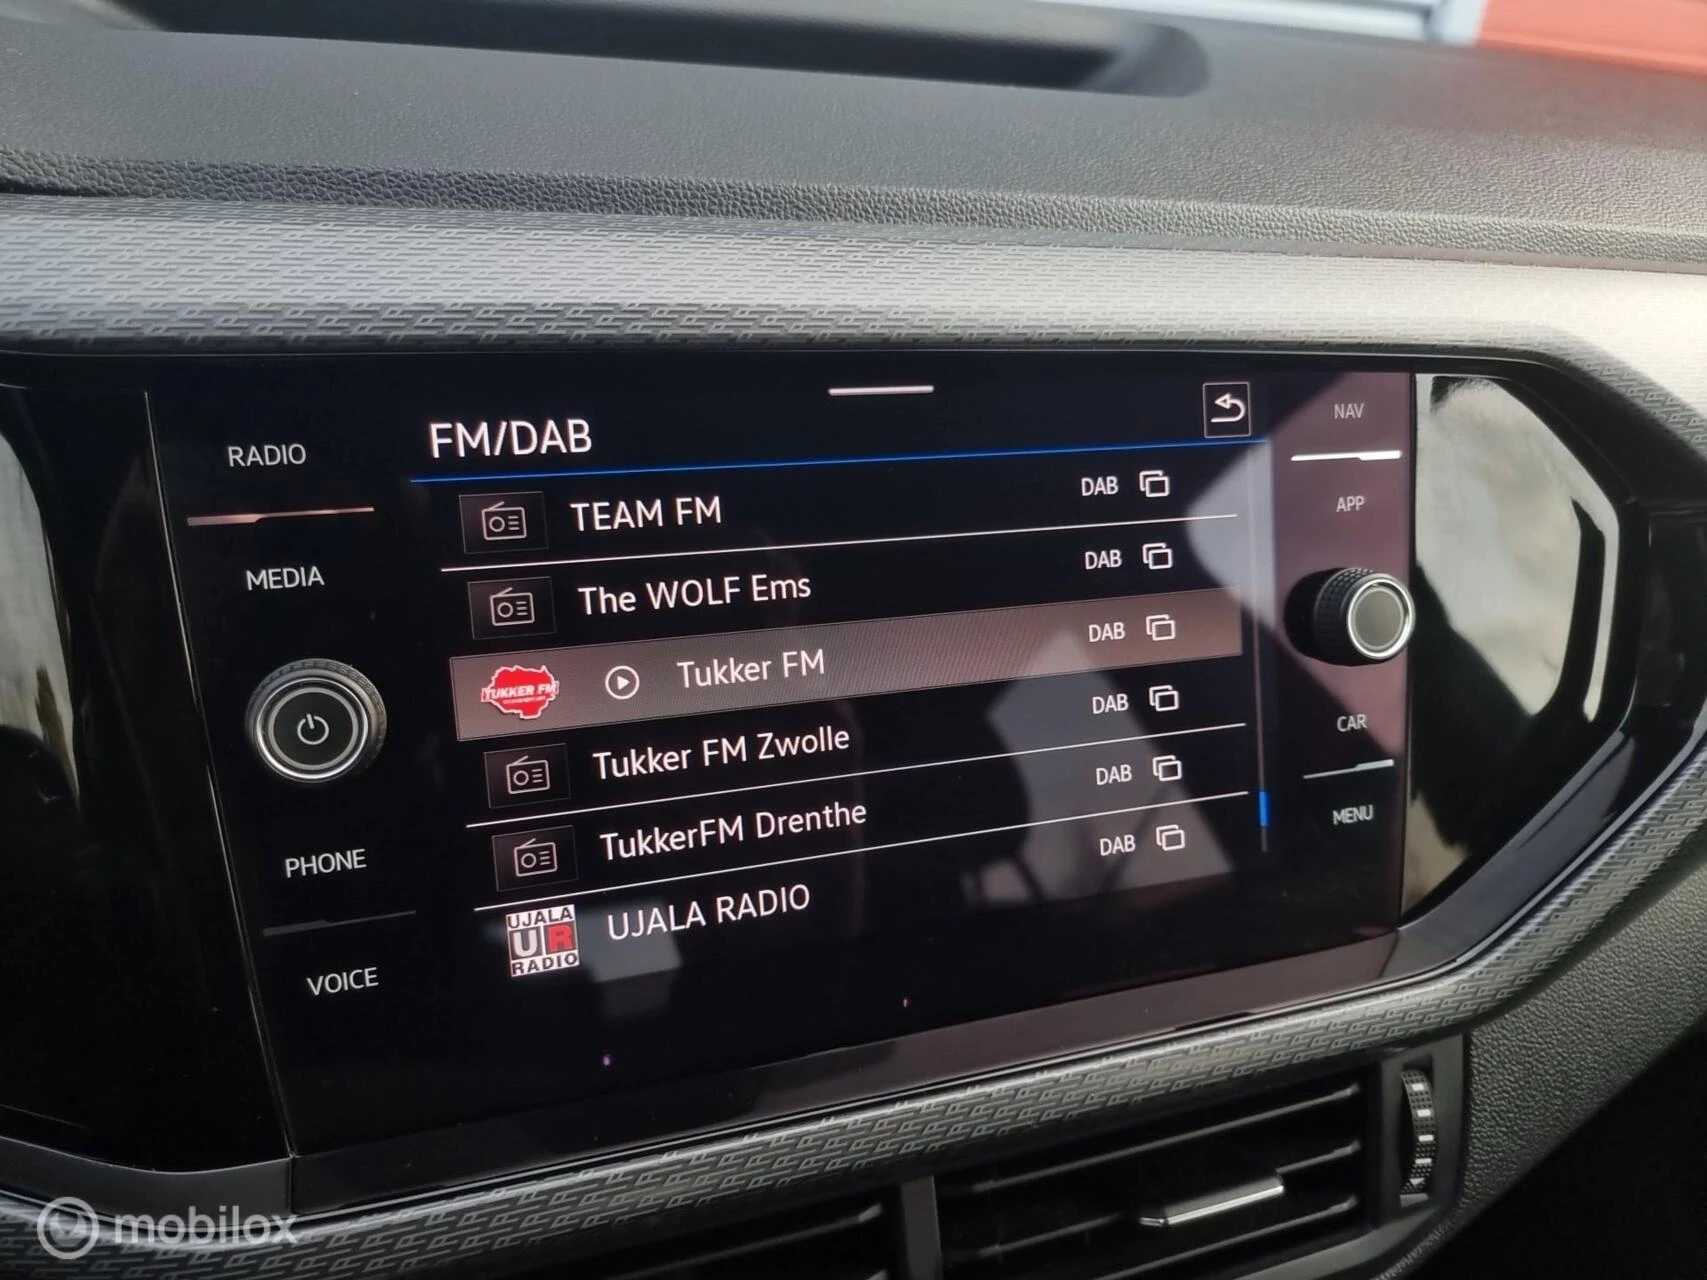 RADIO
MEDIA
PHONE
VOICE
FM/DAB
TEAM FM DAB
The WOLF Ems DAB
TUKKER FM
Tukker FM DAB
Tukker FM Zwolle DAB
TukkerFM Drenthe DAB
UJALA
UR
RADIO
UJALA RADIO DAB
NAV
APP
CAR
MENU
mobilox